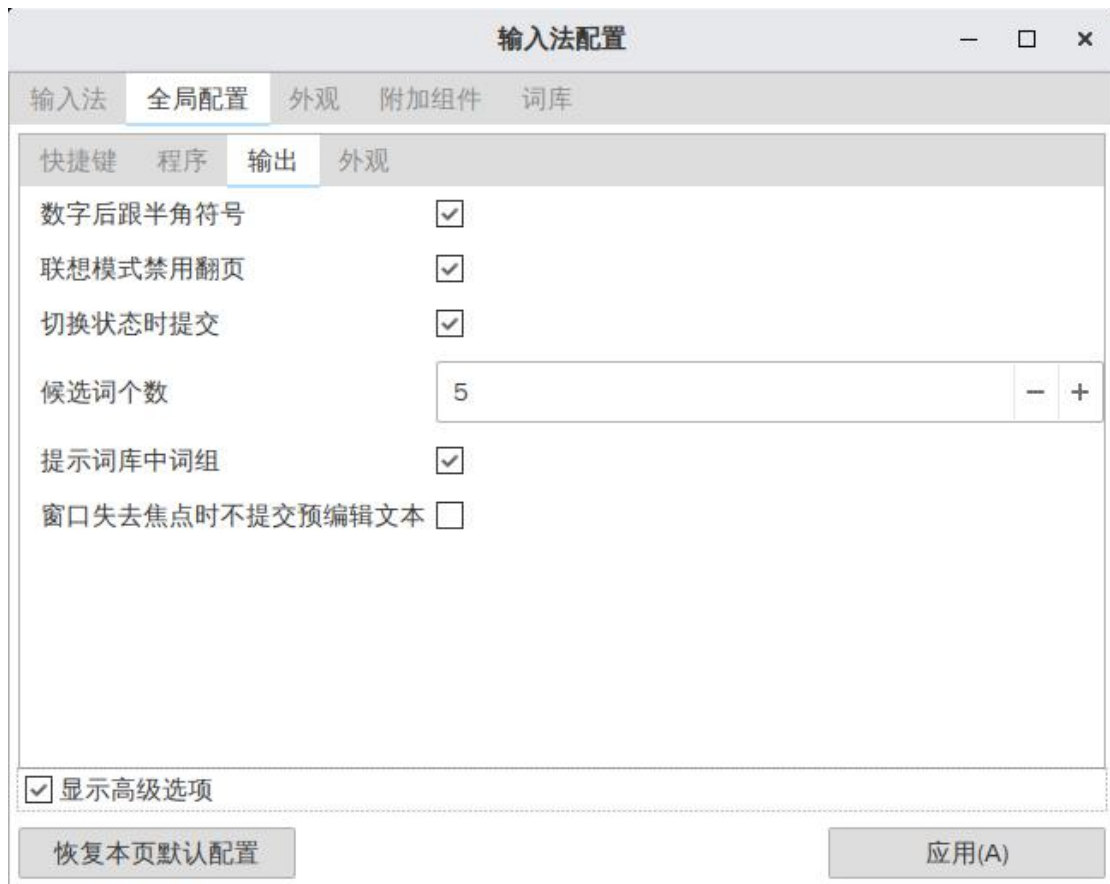 输入法配置
输入法 全局配置 外观 附加组件 词库
快捷键 程序 输出 外观
数字后跟半角符号
联想模式禁用翻页
切换状态时提交
候选词个数 5
提示词库中词组
窗口失去焦点时不提交预编辑文本
显示高级选项
恢复本页默认配置 应用(A)